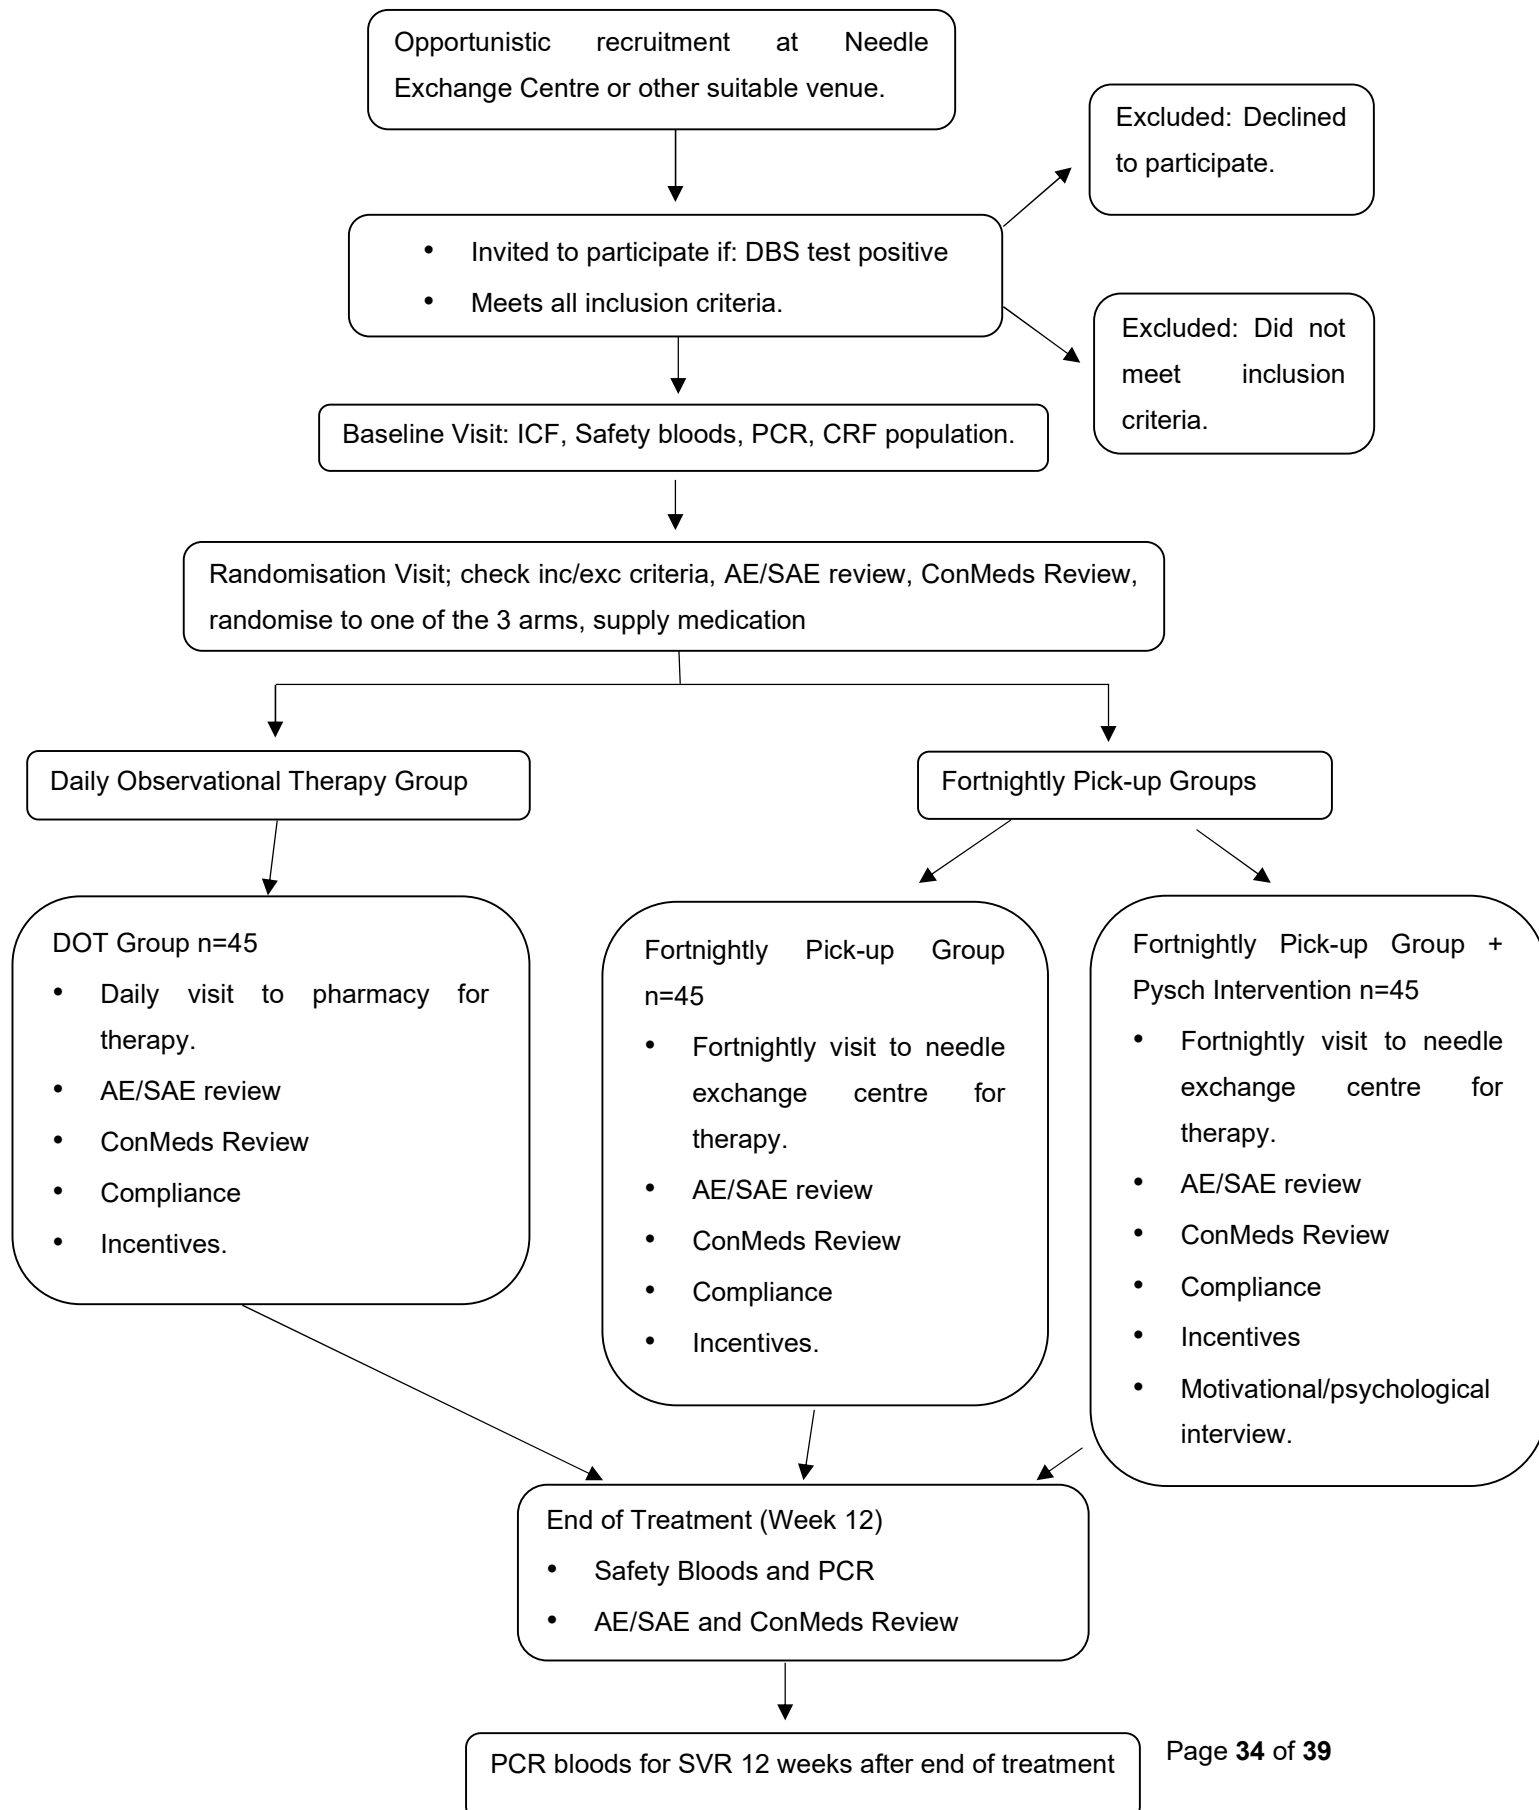 Opportunistic recruitment at Needle
Exchange Centre or other suitable venue.
Excluded: Declined
to participate.
• Invited to participate if: DBS test positive
• Meets all inclusion criteria.
Excluded: Did not
meet inclusion
criteria.
Baseline Visit: ICF, Safety bloods, PCR, CRF population.
Randomisation Visit; check inc/exc criteria, AE/SAE review, ConMeds Review,
randomise to one of the 3 arms, supply medication
Daily Observational Therapy Group
Fortnightly Pick-up Groups
DOT Group n=45
• Daily visit to pharmacy for
therapy.
• AE/SAE review
• ConMeds Review
• Compliance
• Incentives.
Fortnightly Pick-up Group
n=45
• Fortnightly visit to needle
exchange centre for
therapy.
• AE/SAE review
• ConMeds Review
• Compliance
• Incentives.
Fortnightly Pick-up Group +
Pysch Intervention n=45
• Fortnightly visit to needle
exchange centre for
therapy.
• AE/SAE review
• ConMeds Review
• Compliance
• Incentives
• Motivational/psychological
interview.
End of Treatment (Week 12)
• Safety Bloods and PCR
• AE/SAE and ConMeds Review
PCR bloods for SVR 12 weeks after end of treatment
Page 34 of 39